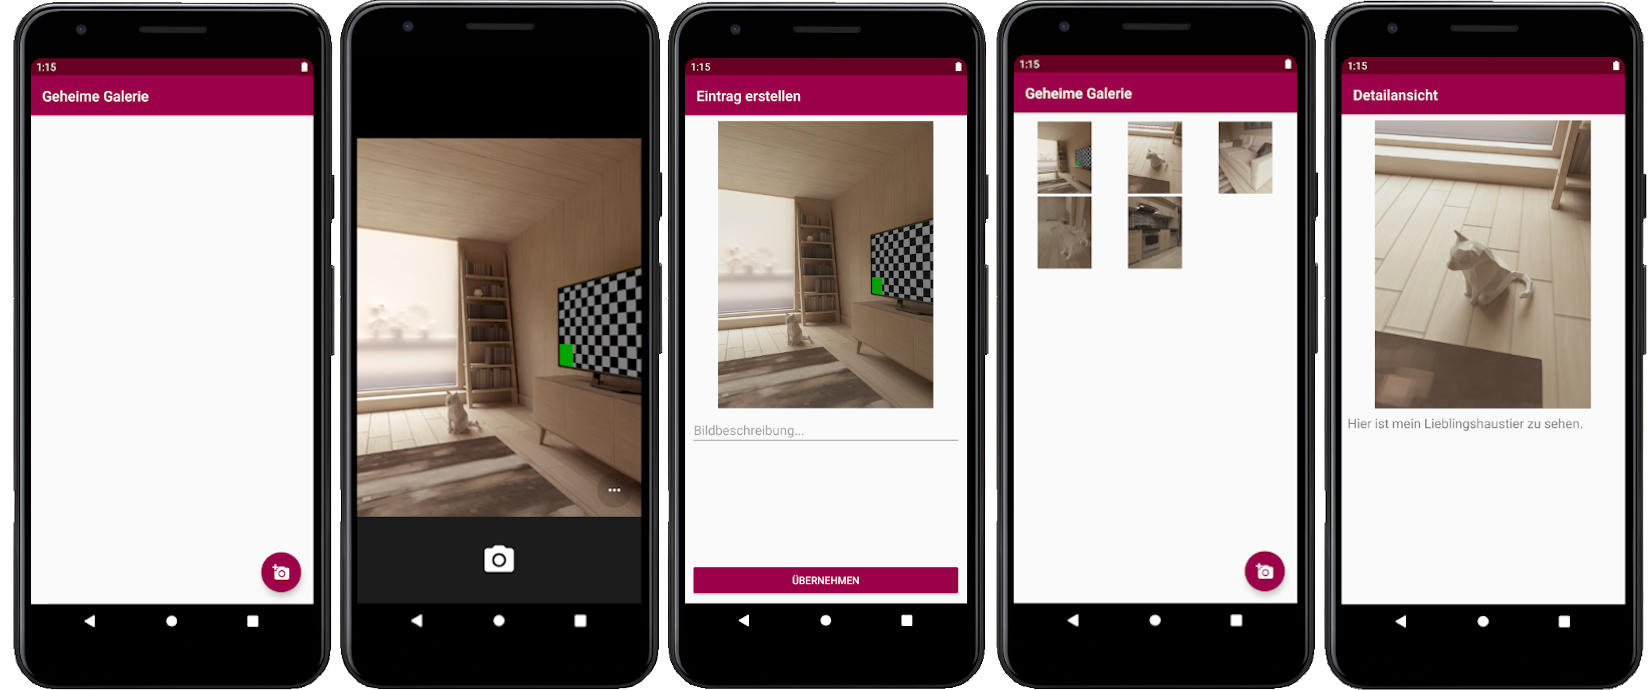 1:15
Geheime Galerie
1:15
Eintrag erstellen
Bildbeschreibung...
ÜBERNEHMEN
1:15
Geheime Galerie
1:15
Detailansicht
Hier ist mein Lieblingshaustier zu sehen.